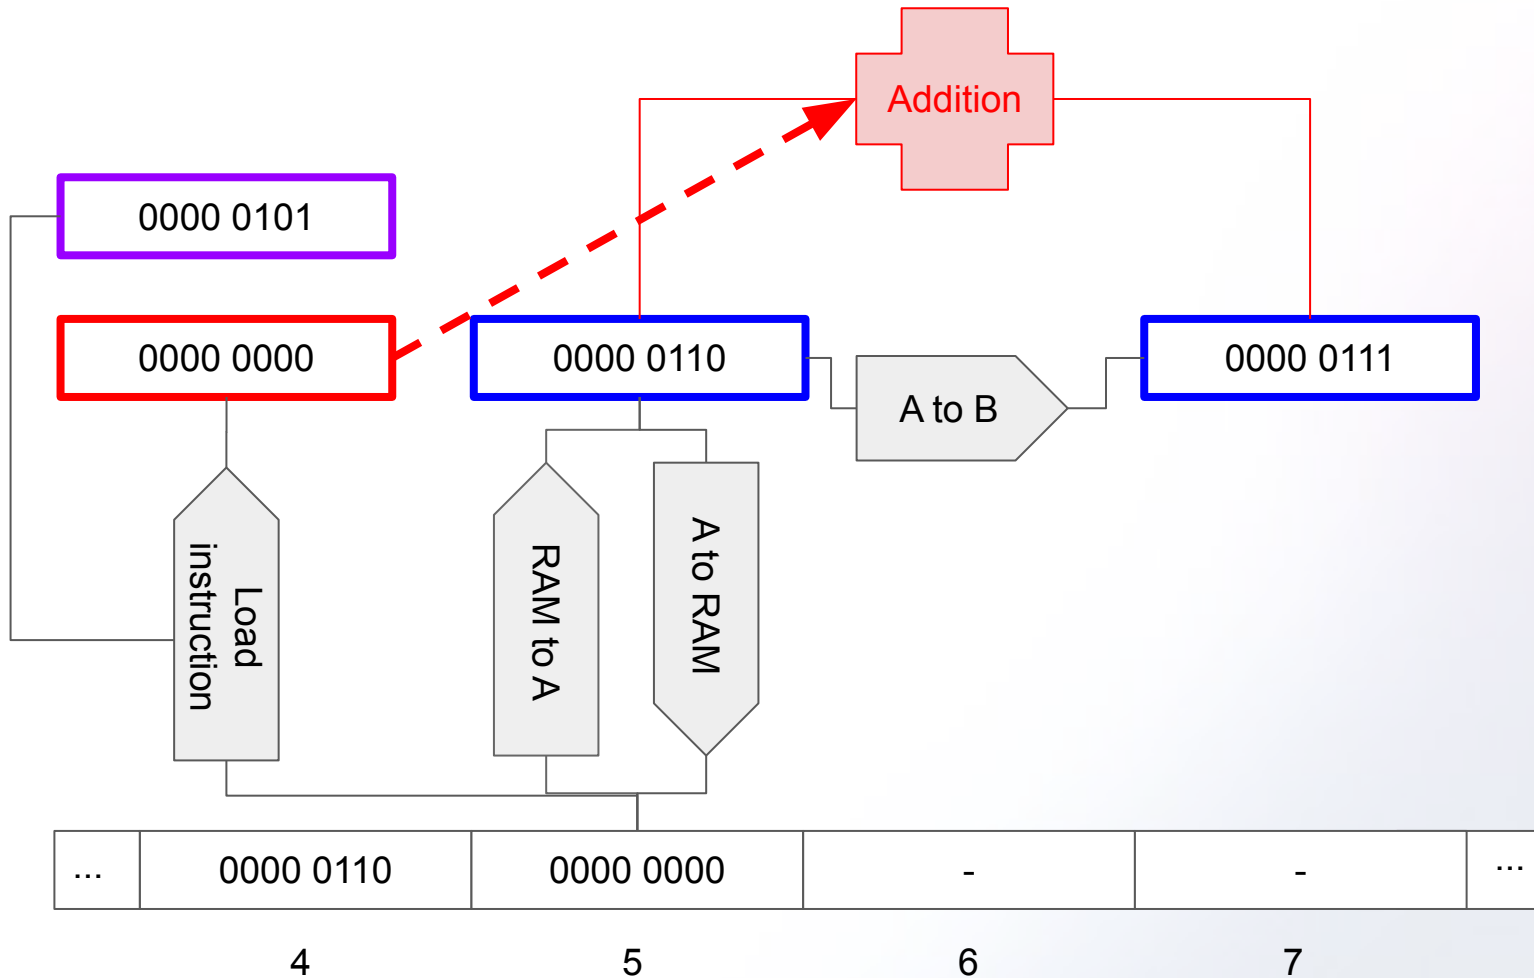 Addition
0000 0101
0000 0000
0000 0110
0000 0111
A to B
Load
instruction
RAM to A
A to RAM
...
0000 0110
0000 0000
-
-
...
4
5
6
7